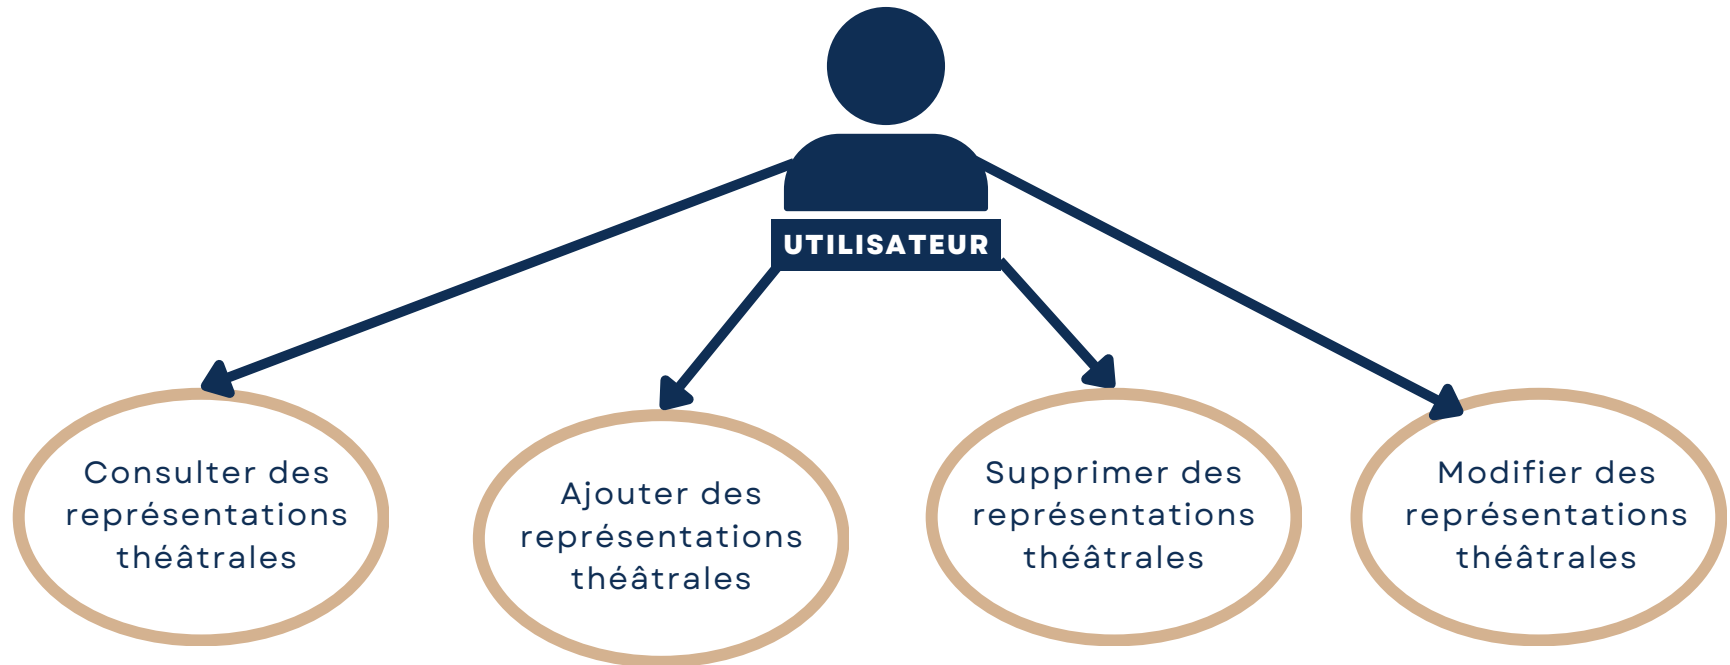 UTILISATEUR
Consulter des
représentations
théâtrales
Ajouter des
représentations
théâtrales
Supprimer des
représentations
théâtrales
Modifier des
représentations
théâtrales